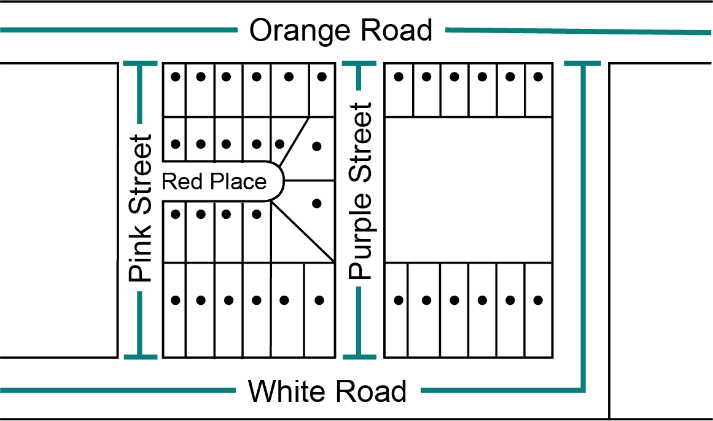 Orange Road
Pink Street
Red Place
Purple Street
White Road